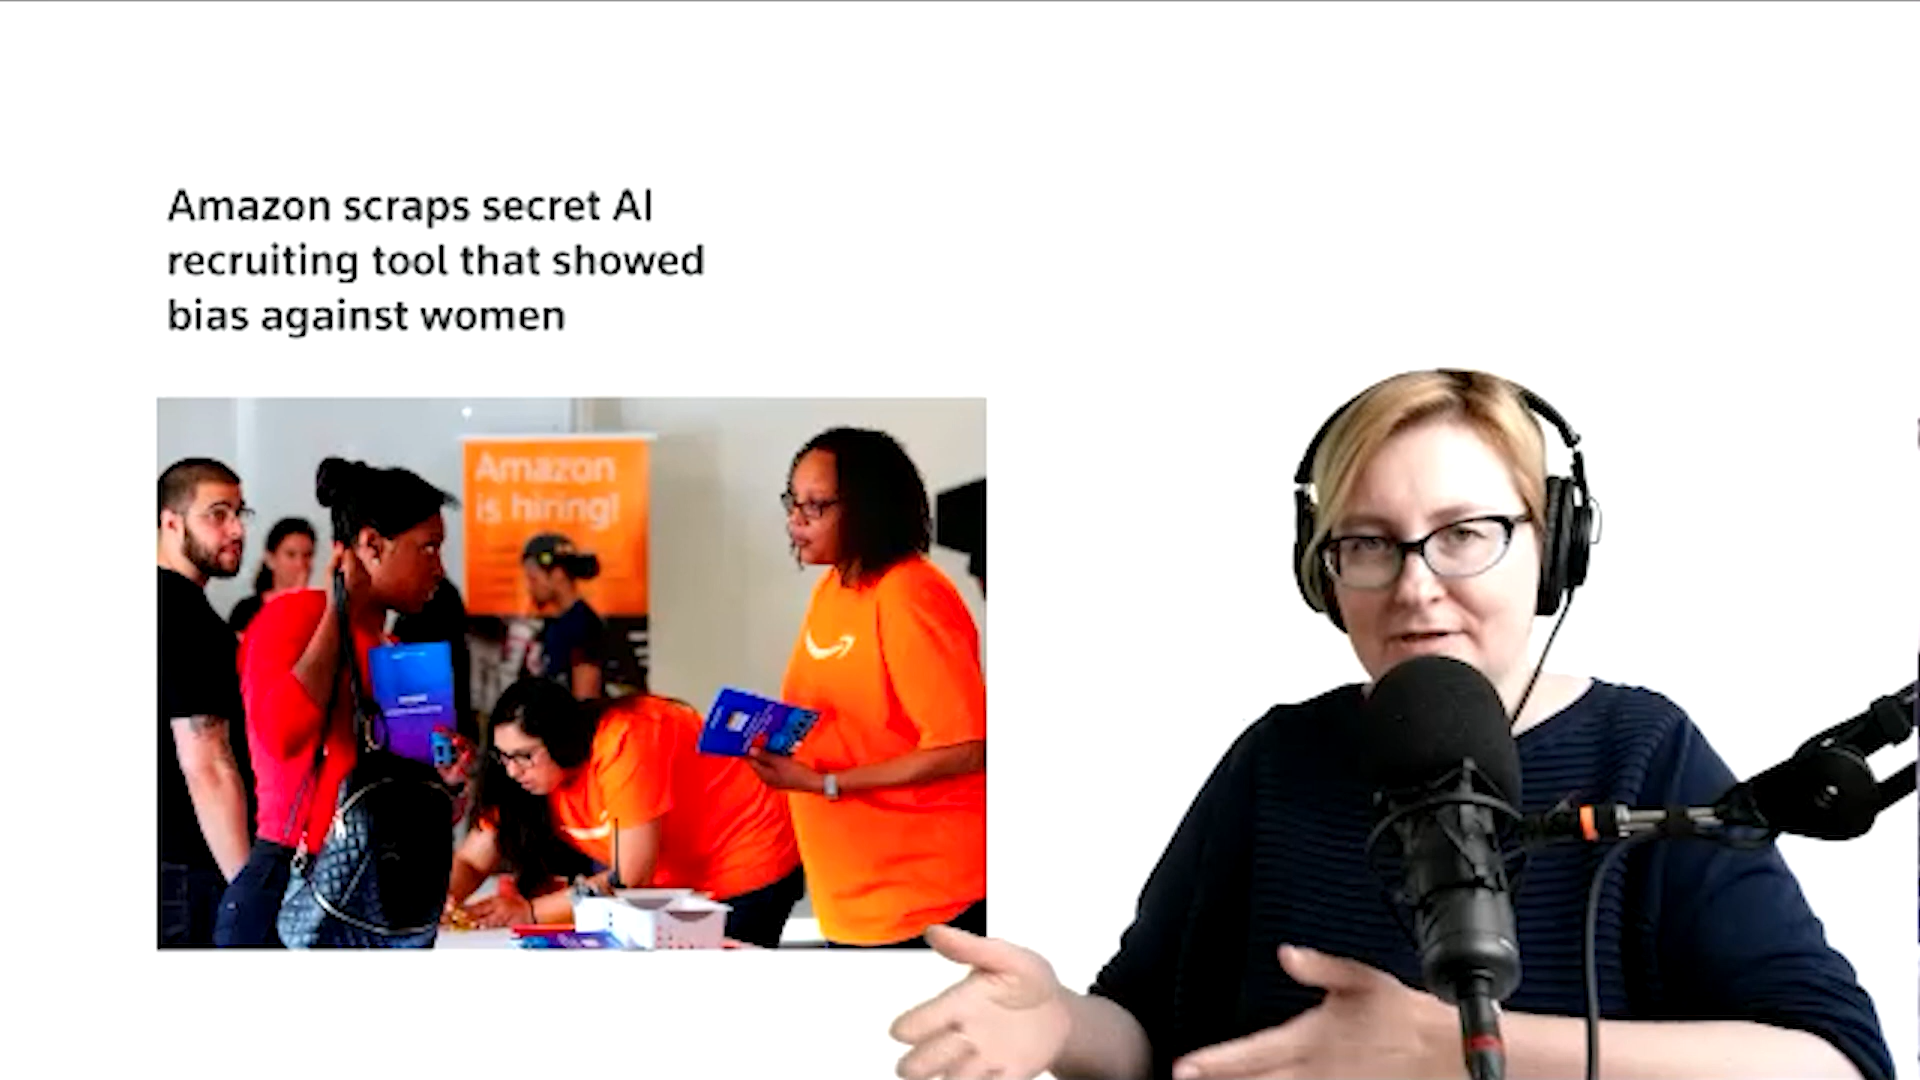 Amazon scraps secret AI
recruiting tool that showed
bias against women
Amazon
is hiring!